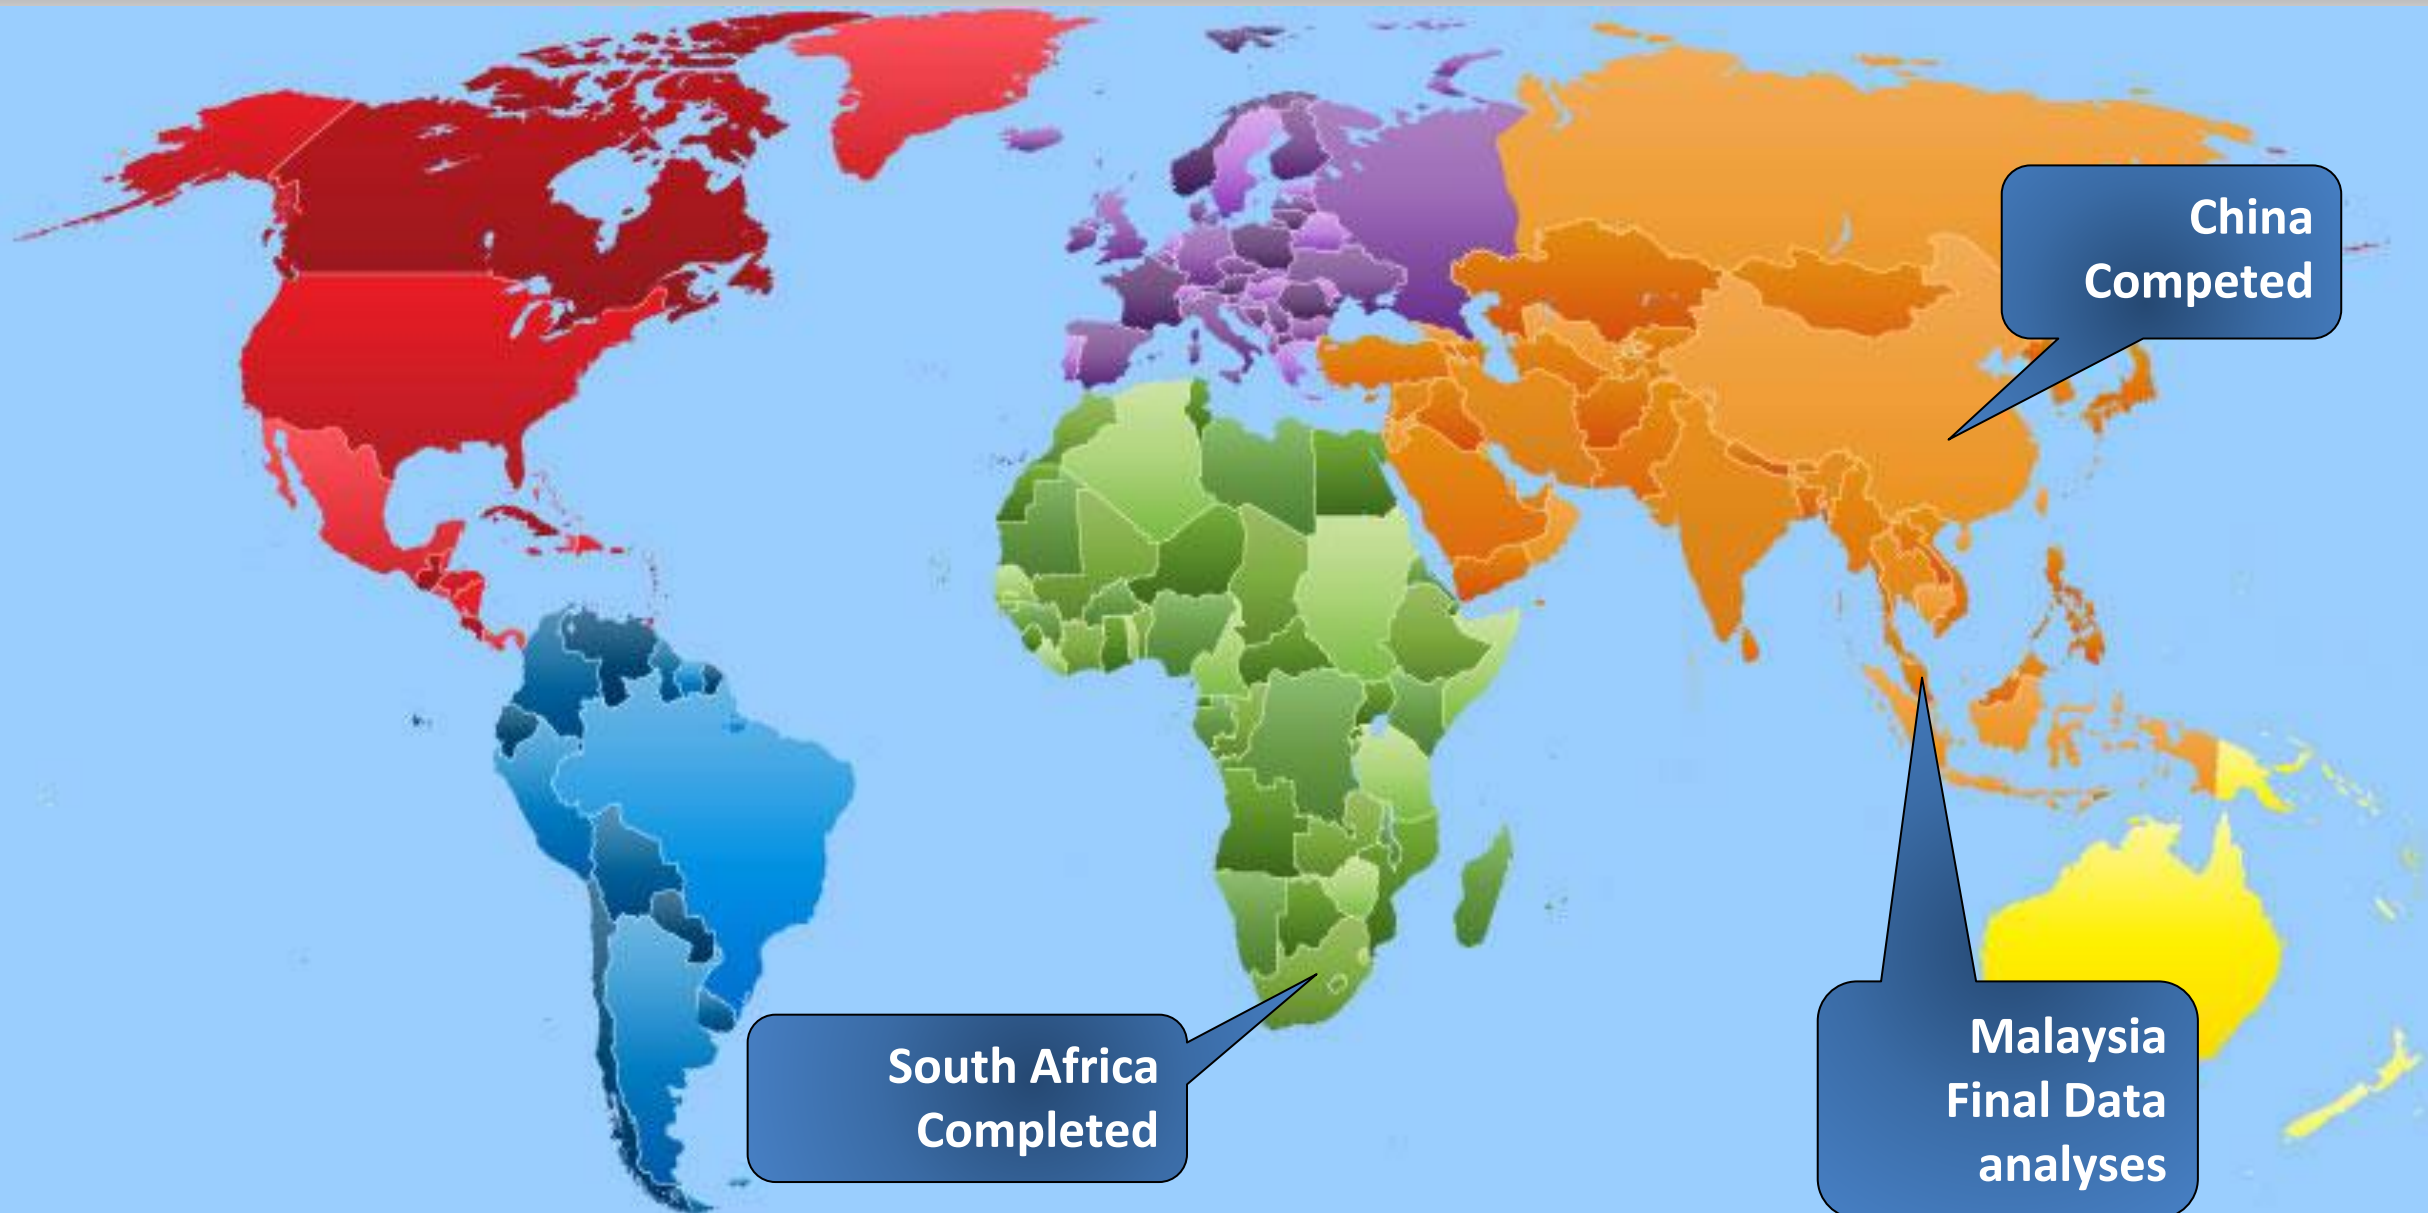 China
Competed
South Africa
Completed
Malaysia
Final Data
analyses